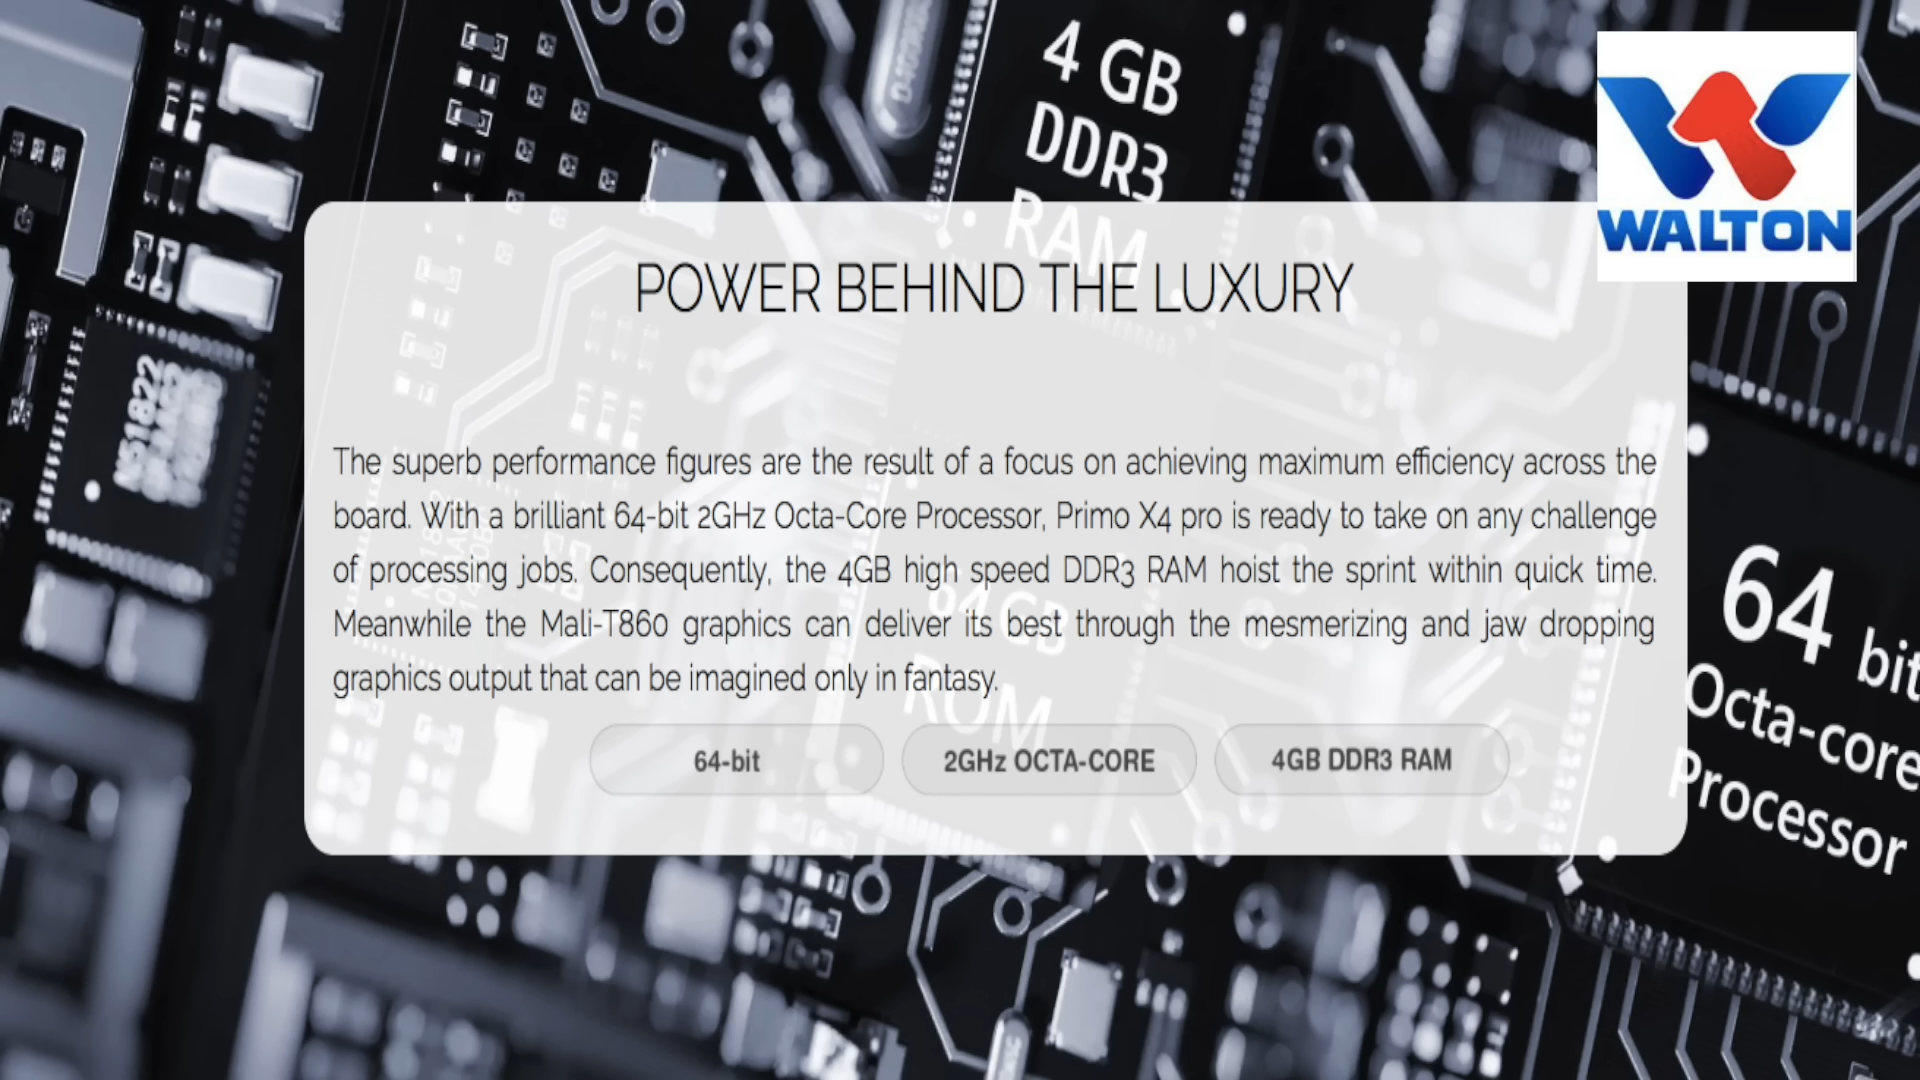 4 GB
DDR3
RAM
WALTON
POWER BEHIND THE LUXURY
The superb performance figures are the result of a focus on achieving maximum efficiency across the
board. With a brilliant 64-bit 2GHz Octa-Core Processor, Primo X4 pro is ready to take on any challenge
of processing jobs. Consequently, the 4GB high speed DDR3 RAM hoist the sprint within quick time.
Meanwhile the Mali-T860 graphics can deliver its best through the mesmerizing and jaw dropping
graphics output that can be imagined only in fantasy.
64 GB
ROM
64-bit
2GHz OCTA-CORE
4GB DDR3 RAM
64 bit
Octa-core
Processor